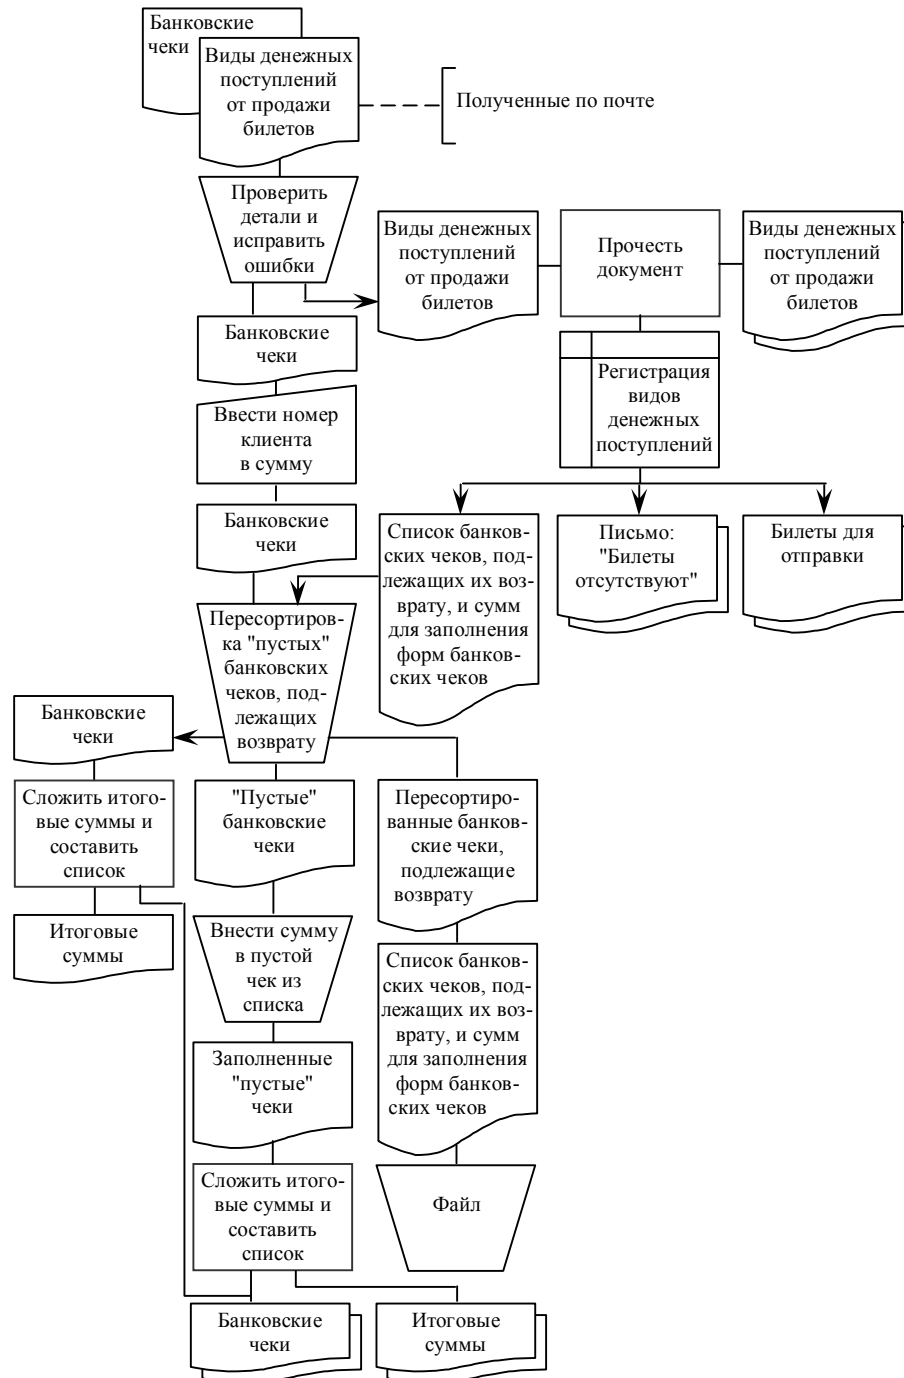 Банковские
чеки
Виды денежных
поступлений
от продажи
билетов
Полученные по почте
Проверить
детали и
исправить
ошибки
Виды денежных
поступлений
от продажи
билетов
Прочесть
документ
Виды денежных
поступлений
от продажи
билетов
Банковские
чеки
Регистрация
видов
денежных
поступлений
Ввести номер
клиента
в сумму
Банковские
чеки
Список банков-
ских чеков, под-
лежащих их воз-
врату, и сумм
для заполнения
форм банков-
ских чеков
Письмо:
"Билеты
отсутствуют"
Билеты для
отправки
Пересортиров-
ка "пустых"
банковских
чеков, под-
лежащих
возврату
Банковские
чеки
Сложить итого-
вые суммы и
составить
список
"Пустые"
банковские
чеки
Пересортиро-
ванные банков-
ские чеки,
подлежащие
возврату
Итоговые
суммы
Внести сумму
в пустой
чек из
списка
Список банков-
ских чеков, под-
лежащих их воз-
врату, и сумм
для заполнения
форм банков-
ских чеков
Заполненные
"пустые"
чеки
Сложить итого-
вые суммы и
составить
список
Файл
Банковские
чеки
Итоговые
суммы